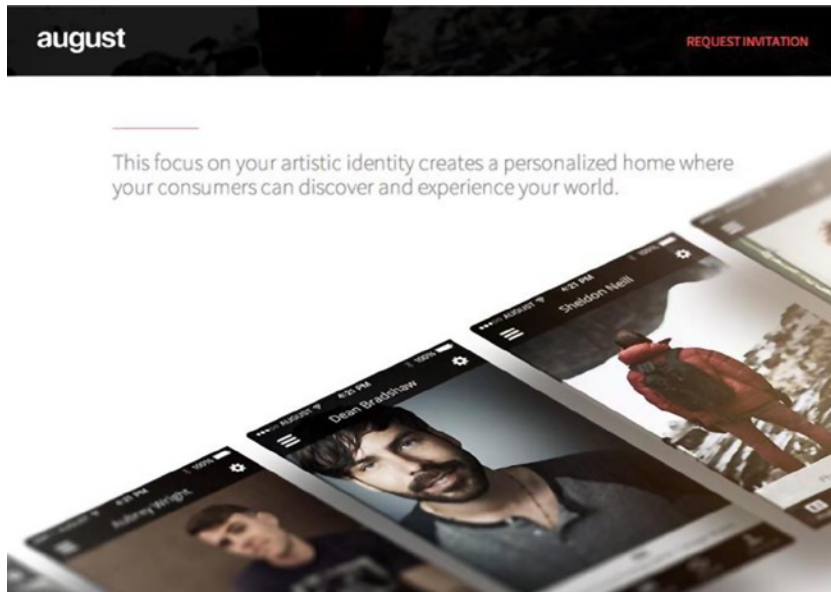 august
REQUEST INVITATION
This focus on your artistic identity creates a personalized home where
your consumers can discover and experience your world.
AUGUST 4:21 PM 100%
Sheldon Neill
AUGUST 4:21 PM 100%
Dean Bradshaw
4:21 PM 100%
Aubrey Wright